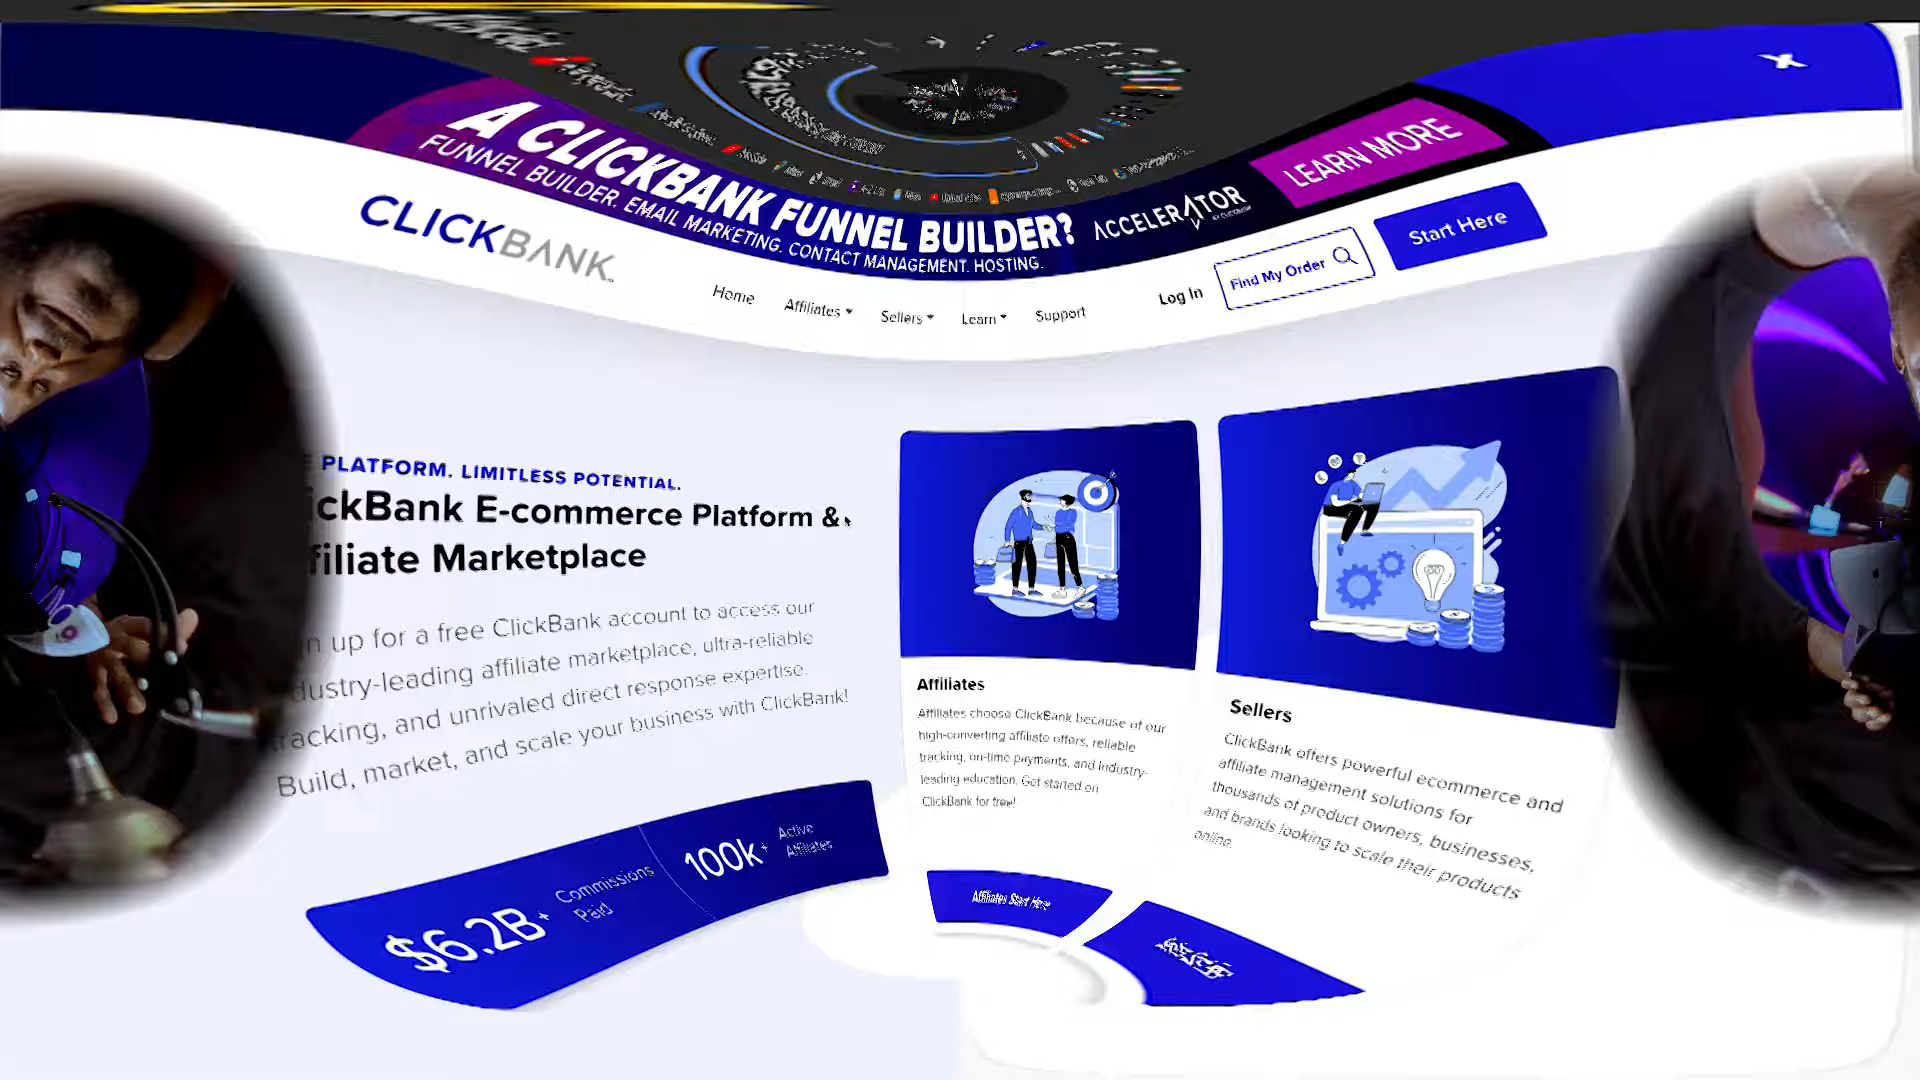 A CLICKBANK FUNNEL BUILDER?
FUNNEL BUILDER. EMAIL MARKETING. CONTACT MANAGEMENT. HOSTING.
ACCELERATOR
LEARN MORE
CLICKBANK
Home
Affiliates
Sellers
Learn
Support
Log In
Find My Order
Start Here
PLATFORM. LIMITLESS POTENTIAL.
ickBank E-commerce Platform &
filiate Marketplace
n up for a free ClickBank account to access our
dustry-leading affiliate marketplace, ultra-reliable
tracking, and unrivaled direct response expertise.
Build, market, and scale your business with ClickBank!
$6.2B+
Commissions
Paid
100k+
Active
Affiliates
Affiliates
Affiliates choose ClickBank because of our
high-converting affiliate offers, reliable
tracking, on-time payments, and industry-
leading education. Get started on
ClickBank for free!
Affiliates Start Here
Sellers
ClickBank offers powerful ecommerce and
affiliate management solutions for
thousands of product owners, businesses,
and brands looking to scale their products
online.